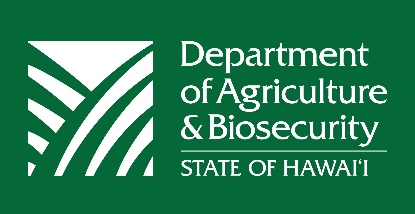 Department
of Agriculture
& Biosecurity
STATE OF HAWAIʻI